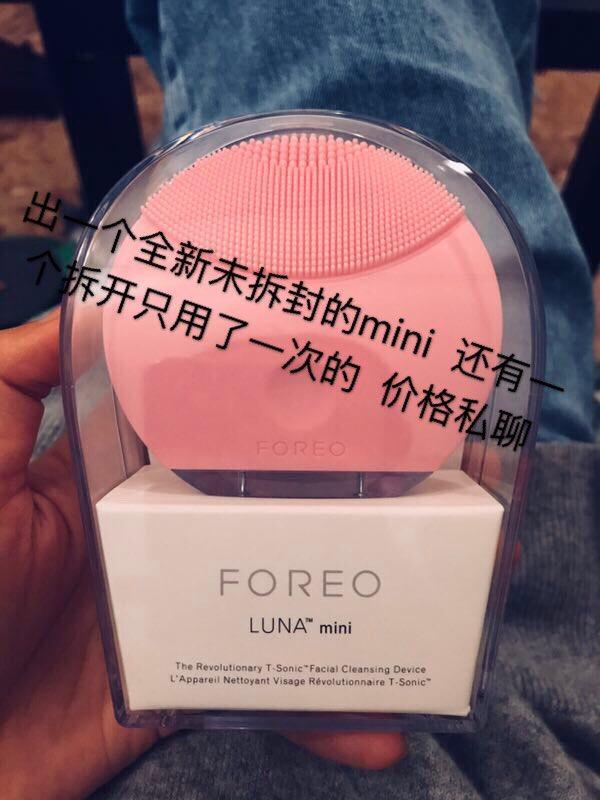 出一个全新未拆封的mini 还有一
个拆开只用了一次的 价格私聊
FOREO
FOREO
LUNA™ mini
The Revolutionary T-Sonic™ Facial Cleansing Device
L'Appareil Nettoyant Visage Révolutionnaire T-Sonic™